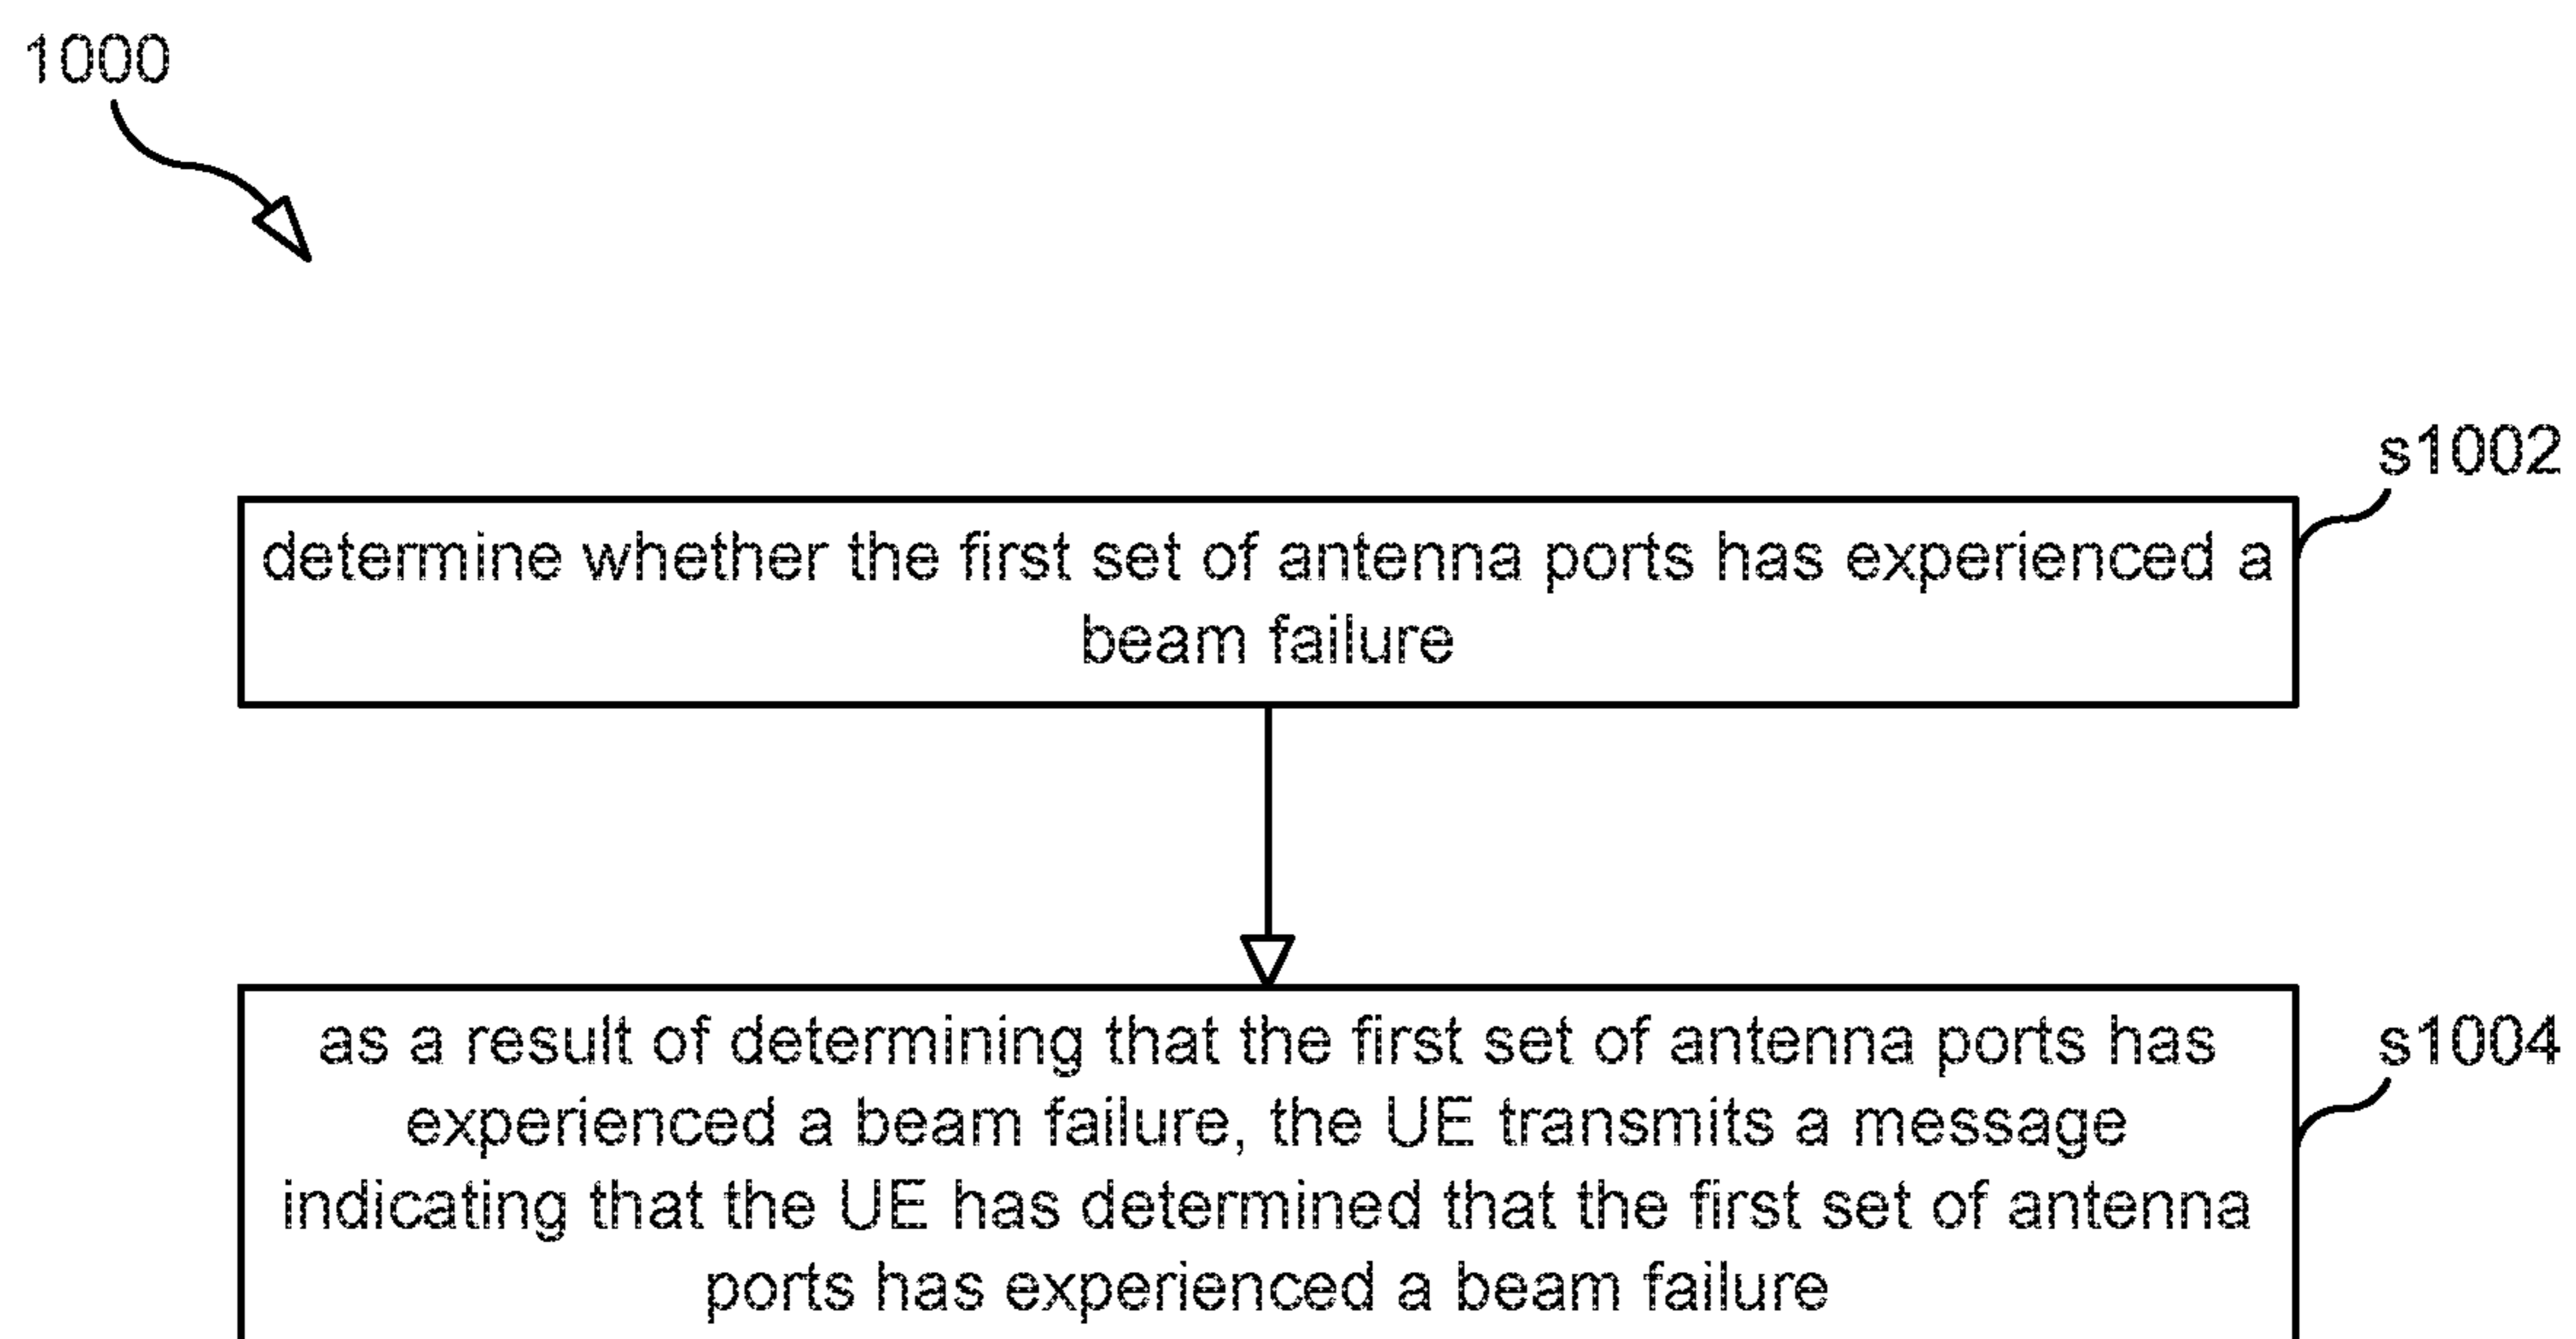 1000
s1002
determine whether the first set of antenna ports has experienced a
beam failure
as a result of determining that the first set of antenna ports has
s1004
experienced a beam failure, the UE transmits a message
indicating that the UE has determined that the first set of antenna
ports has experienced a beam failure